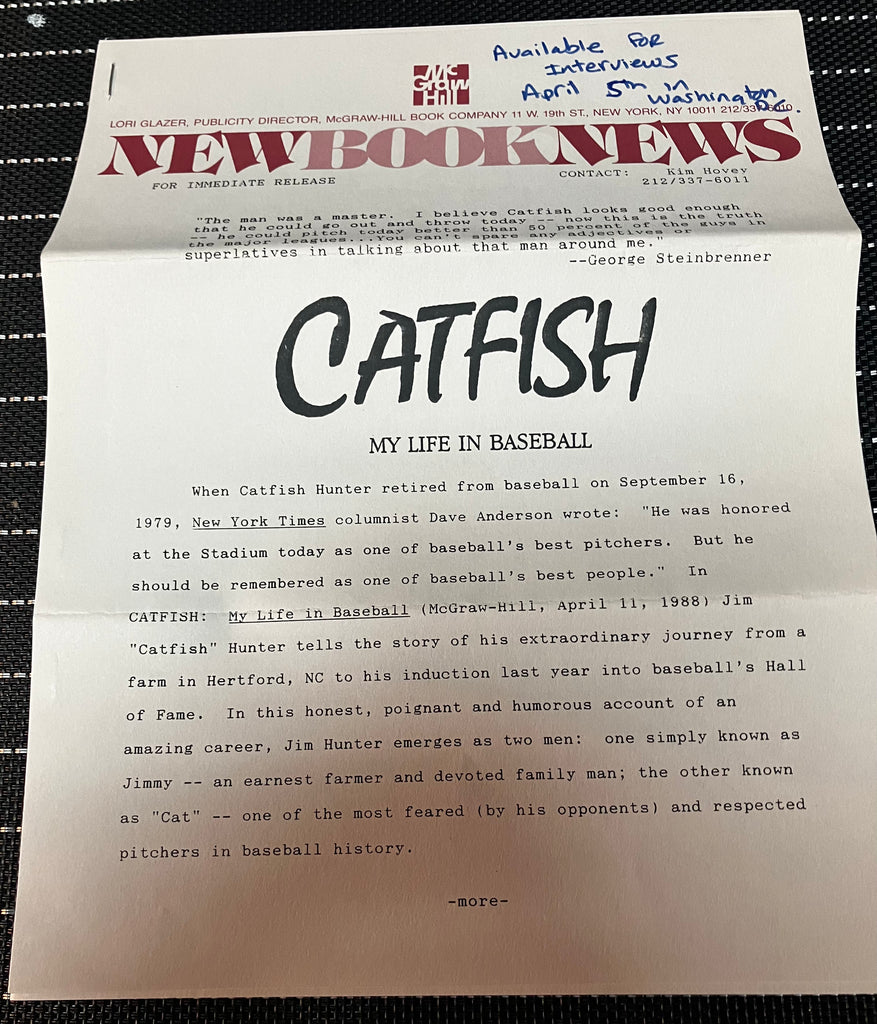 Available For
Interviews
April 5th in
Washington
D.C.
Mc
Graw
Hill
LORI GLAZER, PUBLICITY DIRECTOR, McGRAW-HILL BOOK COMPANY 11 W. 19th ST., NEW YORK, NY 10011 212/337-6010
NEWBOOKNEWS
FOR IMMEDIATE RELEASE
CONTACT: Kim Hovey
212/337-6011
"The man was a master. I believe Catfish looks good enough
that he could go out and throw today -- now this is the truth
-- he could pitch today better than 50 percent of the guys in
the major leagues...You can't spare any adjectives or
superlatives in talking about that man around me."
--George Steinbrenner
CATFISH
MY LIFE IN BASEBALL
When Catfish Hunter retired from baseball on September 16,
1979, New York Times columnist Dave Anderson wrote: "He was honored
at the Stadium today as one of baseball's best pitchers. But he
should be remembered as one of baseball's best people." In
CATFISH: My Life in Baseball (McGraw-Hill, April 11, 1988) Jim
"Catfish" Hunter tells the story of his extraordinary journey from a
farm in Hertford, NC to his induction last year into baseball's Hall
of Fame. In this honest, poignant and humorous account of an
amazing career, Jim Hunter emerges as two men: one simply known as
Jimmy -- an earnest farmer and devoted family man; the other known
as "Cat" -- one of the most feared (by his opponents) and respected
pitchers in baseball history.
-more-